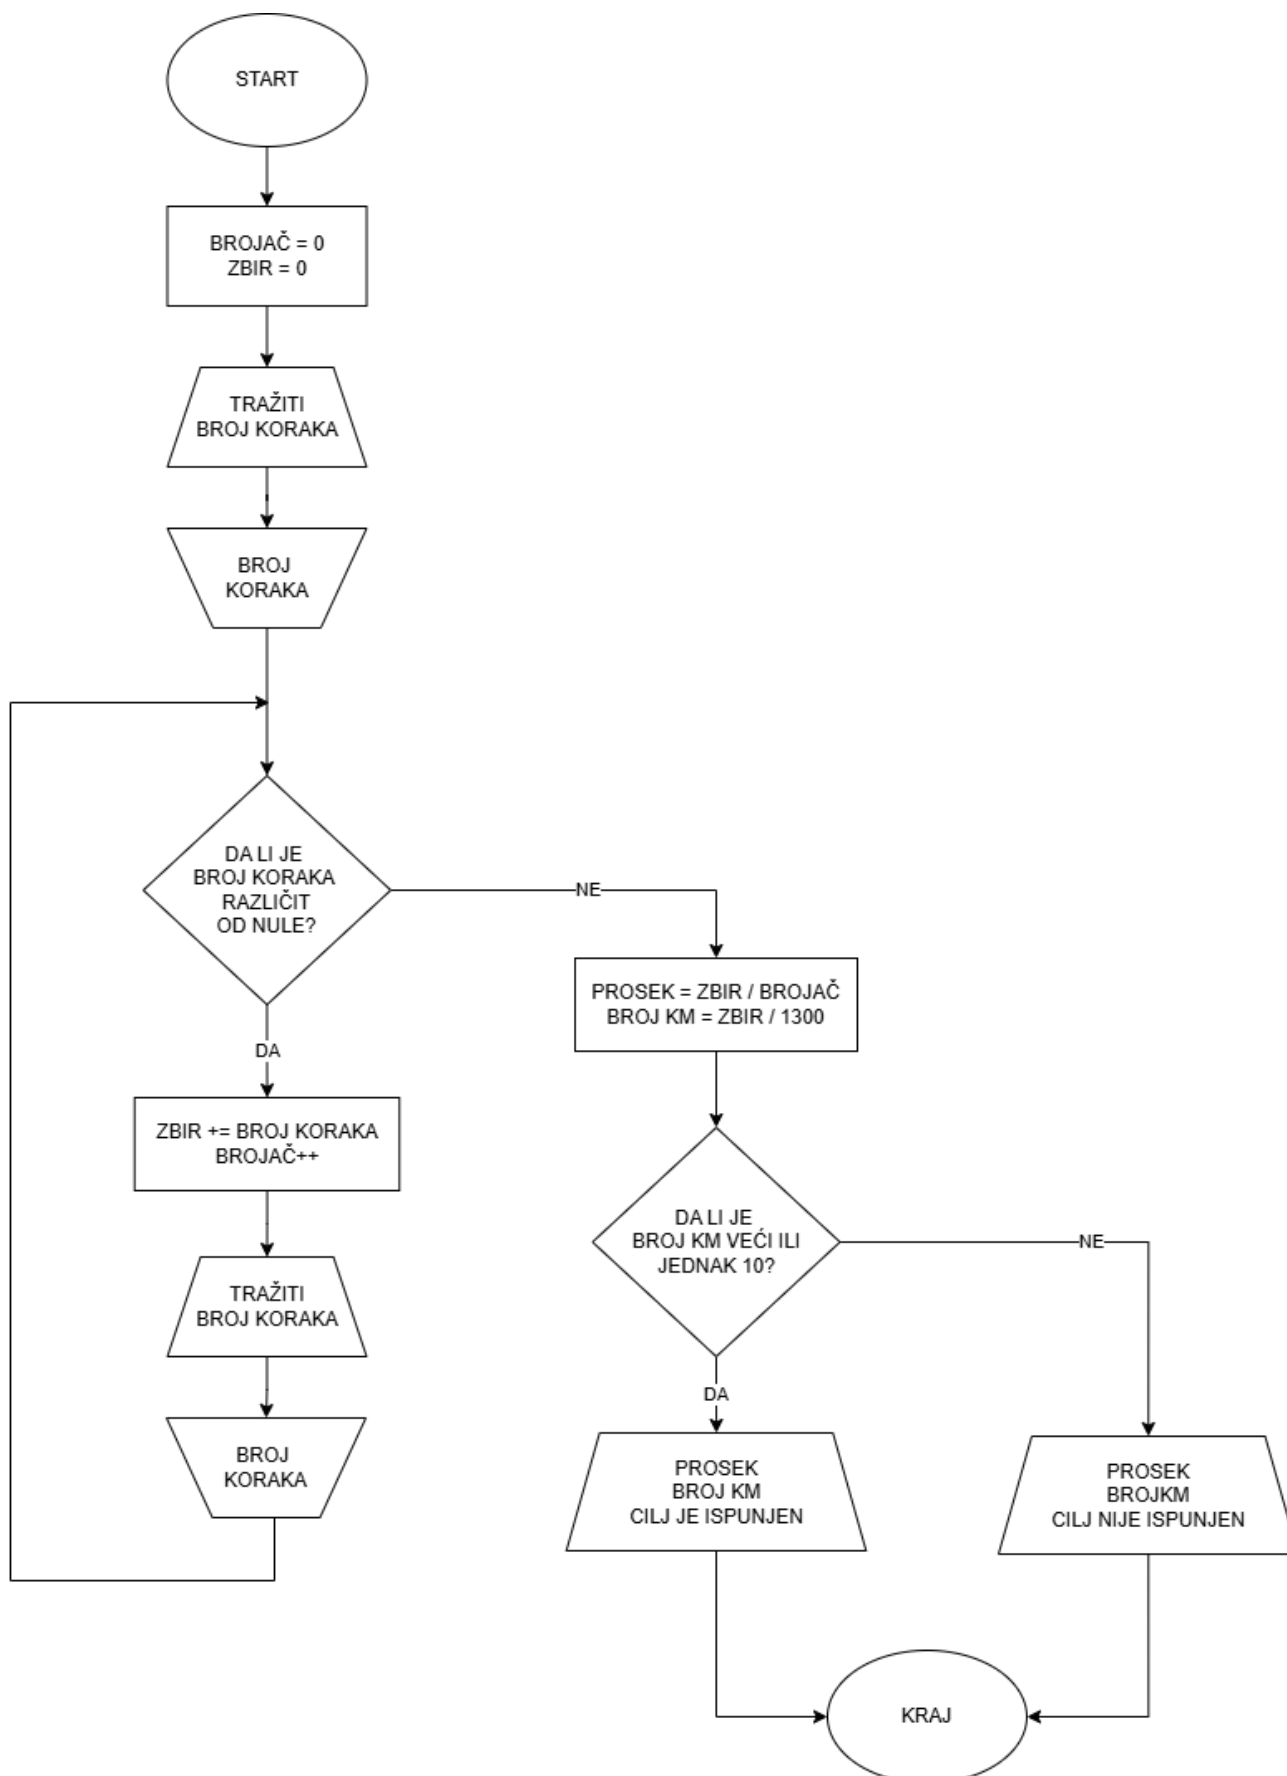 START
BROJAČ = 0
ZBIR = 0
TRAŽITI
BROJ KORAKA
BROJ
KORAKA
DA LI JE
BROJ KORAKA
RAZLIČIT
OD NULE?
NE
DA
PROSEK = ZBIR / BROJAČ
BROJ KM = ZBIR / 1300
ZBIR += BROJ KORAKA
BROJAČ++
TRAŽITI
BROJ KORAKA
BROJ
KORAKA
DA LI JE
BROJ KM VEĆI ILI
JEDNAK 10?
NE
DA
PROSEK
BROJ KM
CILJ JE ISPUNJEN
PROSEK
BROJKM
CILJ NIJE ISPUNJEN
KRAJ